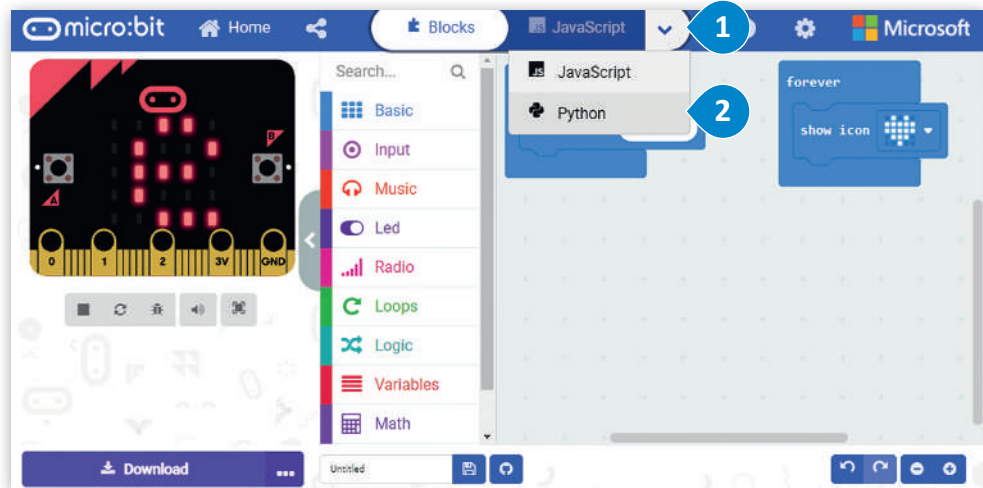 micro:bit Home Blocks JavaScript 1 Microsoft
JavaScript
Python 2
Search...
Basic
Input
Music
Led
Radio
Loops
Logic
Variables
Math
forever
show icon
B
A
0 1 2 3V GND
Download ...
Untitled